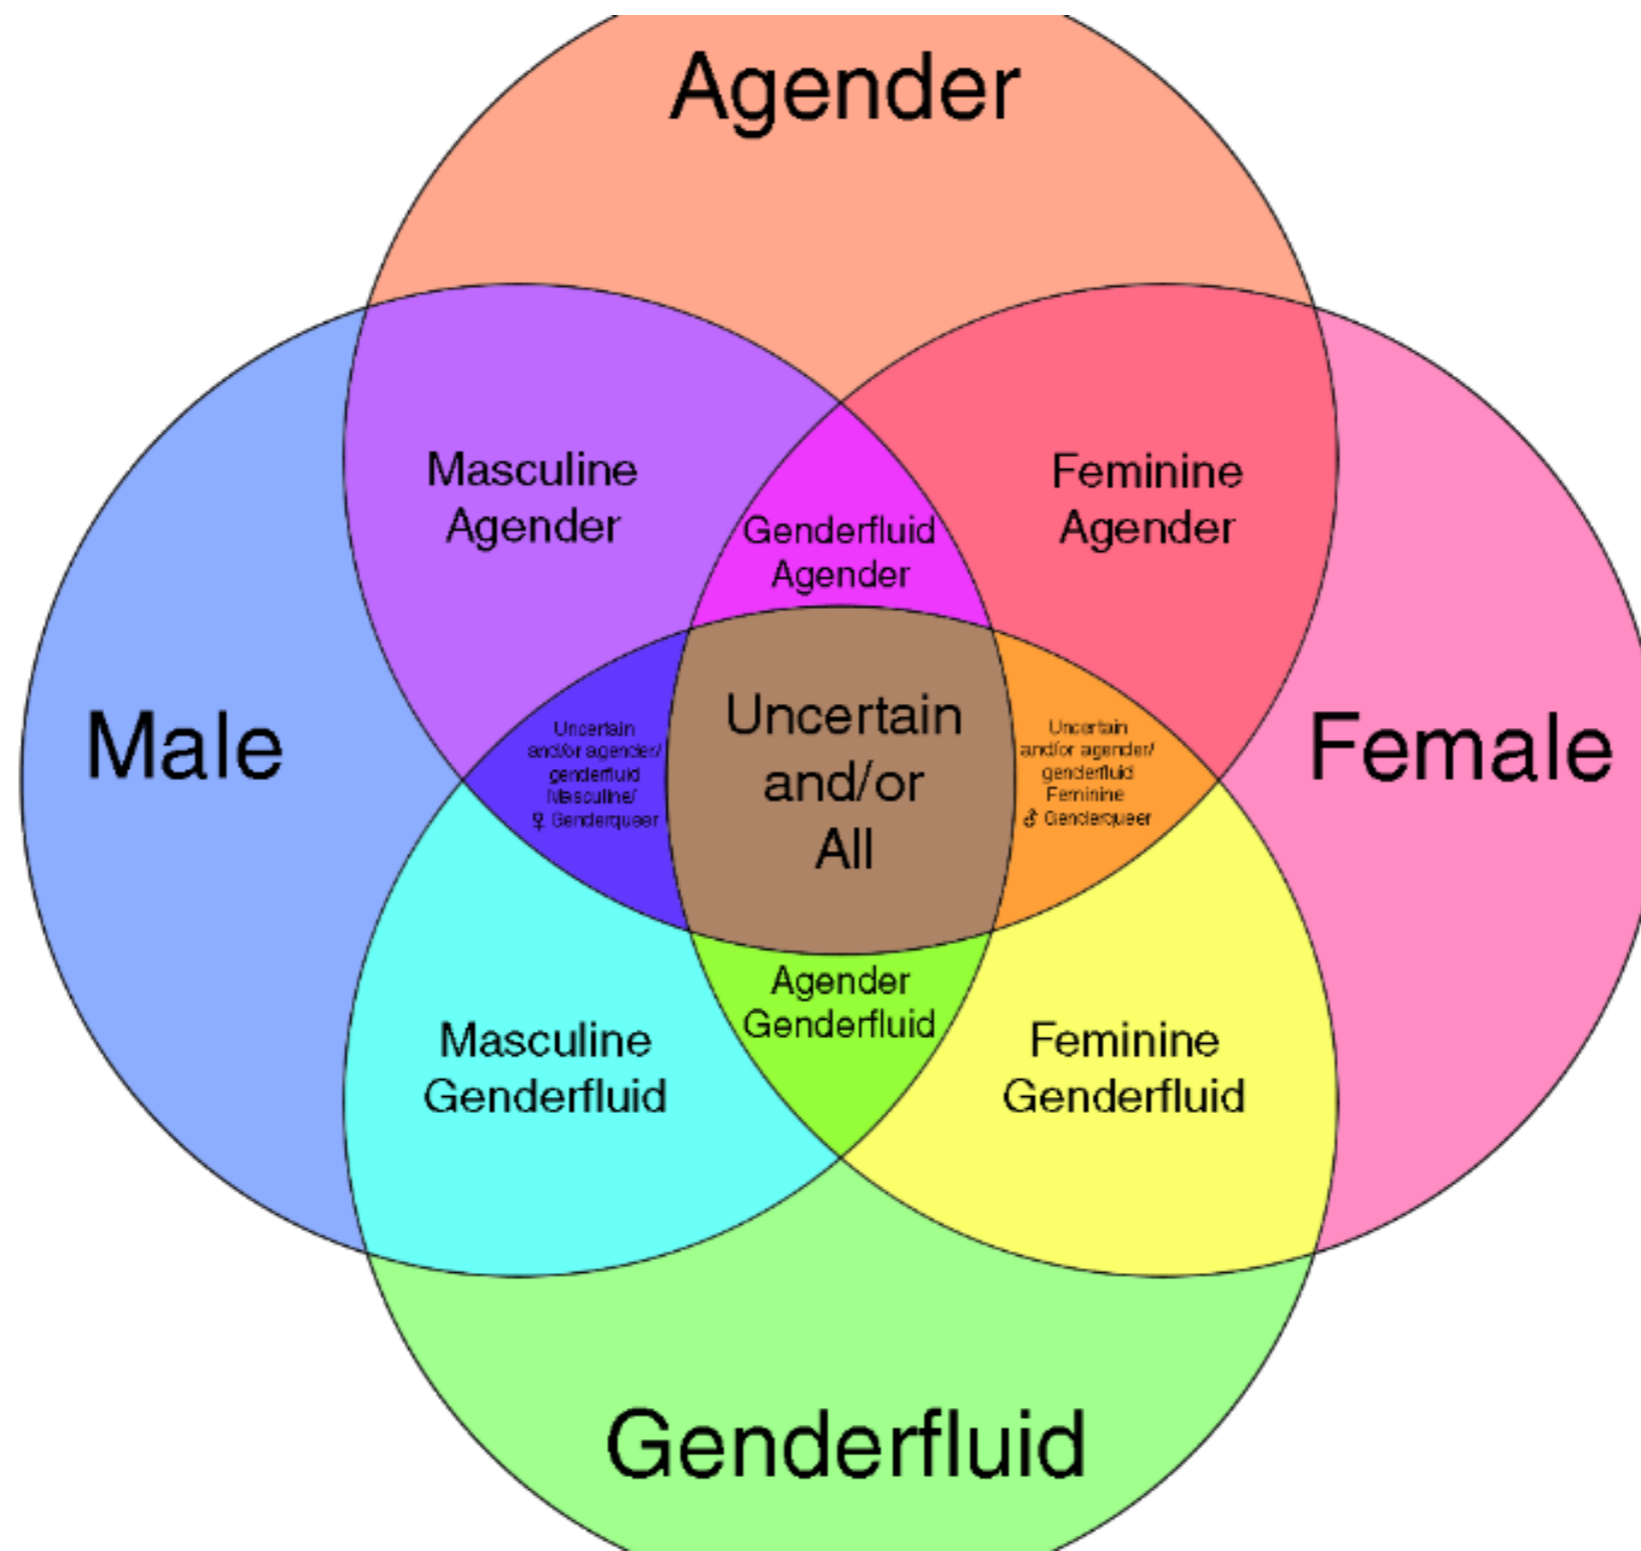 Agender
Masculine
Agender
Feminine
Agender
Genderfluid
Agender
Male
Uncertain
and/or agender/
genderfluid
Masculine/
♀ Genderqueer
Uncertain
and/or
All
Uncertain
and/or agender/
genderfluid
Feminine
♂ Genderqueer
Female
Agender
Genderfluid
Masculine
Genderfluid
Feminine
Genderfluid
Genderfluid